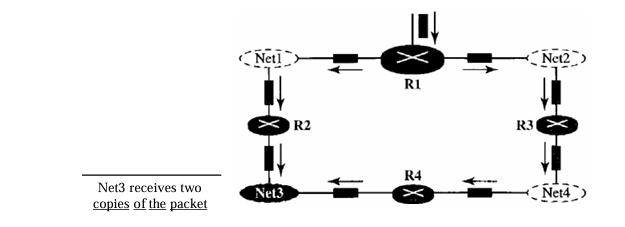 Net1
Net2
R1
R2
R3
R4
Net3
Net4
Net3 receives two
copies of the packet